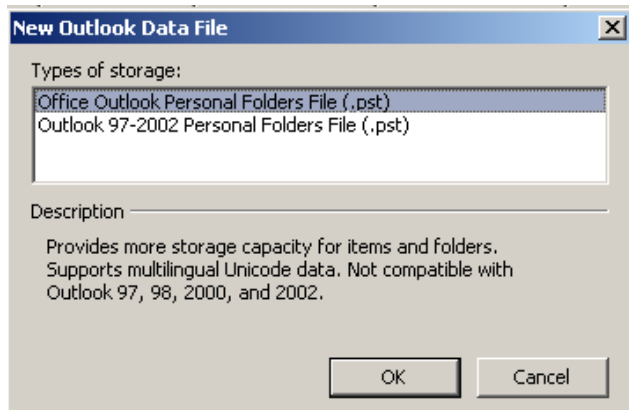 New Outlook Data File
Types of storage:
Office Outlook Personal Folders File (.pst)
Outlook 97-2002 Personal Folders File (.pst)
Description
Provides more storage capacity for items and folders.
Supports multilingual Unicode data. Not compatible with
Outlook 97, 98, 2000, and 2002.
OK Cancel